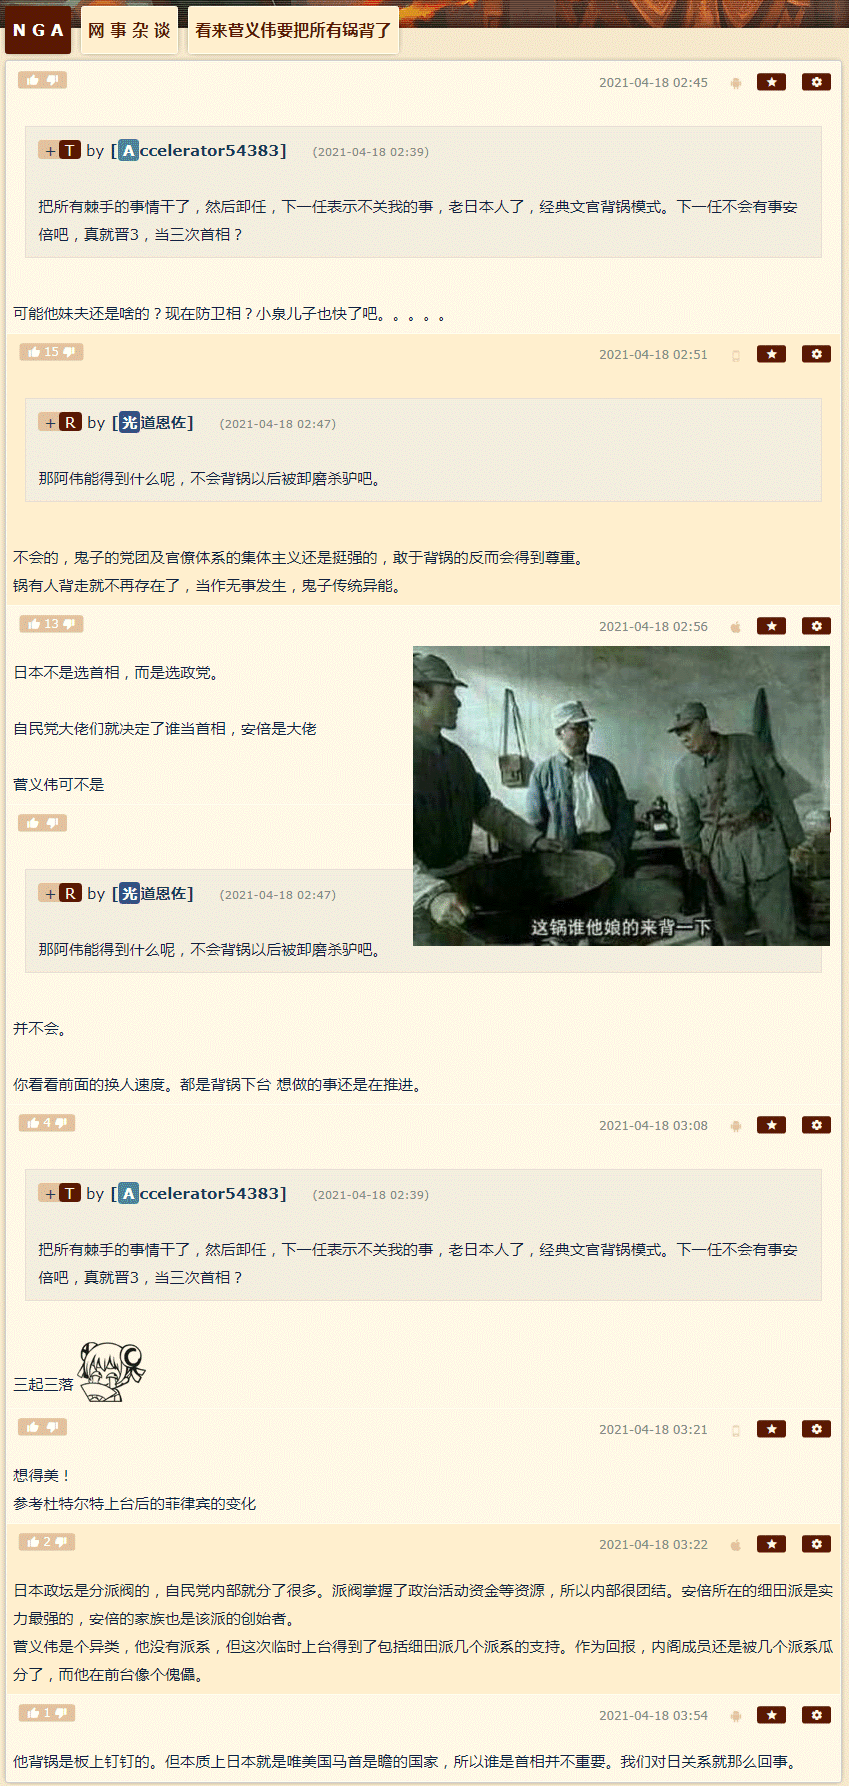 NGA 网事杂谈 看来菅义伟要把所有锅背了
2021-04-18 02:45
+ T by [Accelerator54383] (2021-04-18 02:39)
把所有棘手的事情干了，然后卸任，下一任表示不关我的事，老日本人了，经典文官背锅模式。下一任不会有事安
倍吧，真就晋3，当三次首相？
可能他妹夫还是啥的？现在防卫相？小泉儿子也快了吧。。。。。
15 2021-04-18 02:51
+ R by [光道恩佐] (2021-04-18 02:47)
那阿伟能得到什么呢，不会背锅以后被卸磨杀驴吧。
不会的，鬼子的党团及官僚体系的集体主义还是挺强的，敢于背锅的反而会得到尊重。
锅有人背走就不再存在了，当作无事发生，鬼子传统异能。
13 2021-04-18 02:56
日本不是选首相，而是选政党。
自民党大佬们就决定了谁当首相，安倍是大佬
菅义伟可不是
这锅谁他娘的来背一下
+ R by [光道恩佐] (2021-04-18 02:47)
那阿伟能得到什么呢，不会背锅以后被卸磨杀驴吧。
并不会。
你看看前面的换人速度。都是背锅下台 想做的事还是在推进。
4 2021-04-18 03:08
+ T by [Accelerator54383] (2021-04-18 02:39)
把所有棘手的事情干了，然后卸任，下一任表示不关我的事，老日本人了，经典文官背锅模式。下一任不会有事安
倍吧，真就晋3，当三次首相？
三起三落
2021-04-18 03:21
想得美！
参考杜特尔特上台后的菲律宾的变化
2 2021-04-18 03:22
日本政坛是分派阀的，自民党内部就分了很多。派阀掌握了政治活动资金等资源，所以内部很团结。安倍所在的细田派是实
力最强的，安倍的家族也是该派的创始者。
菅义伟是个异类，他没有派系，但这次临时上台得到了包括细田派几个派系的支持。作为回报，内阁成员还是被几个派系瓜
分了，而他在前台像个傀儡。
1 2021-04-18 03:54
他背锅是板上钉钉的。但本质上日本就是唯美国马首是瞻的国家，所以谁是首相并不重要。我们对日关系就那么回事。